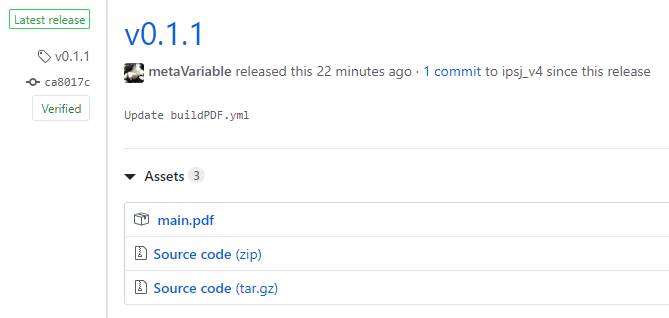 Latest release
v0.1.1
ca8017c
Verified
v0.1.1
metaVariable released this 22 minutes ago · 1 commit to ipsj_v4 since this release
Update buildPDF.yml
Assets 3
main.pdf
Source code (zip)
Source code (tar.gz)